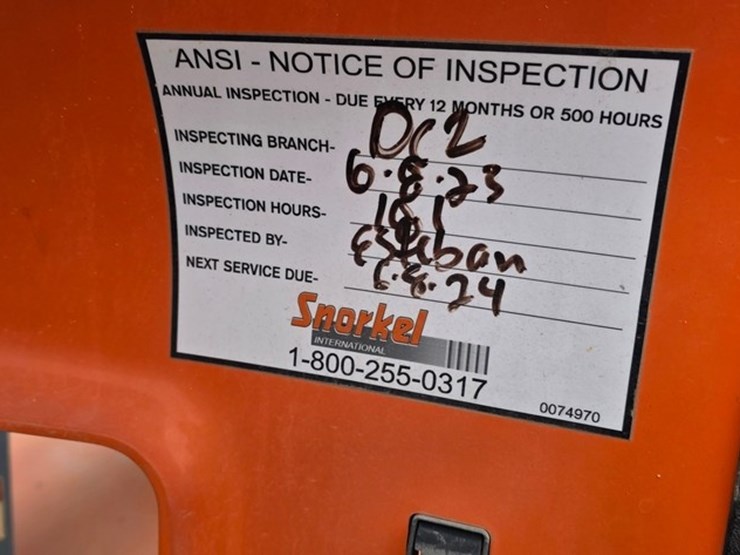 ANSI - NOTICE OF INSPECTION
ANNUAL INSPECTION - DUE EVERY 12 MONTHS OR 500 HOURS
INSPECTING BRANCH- DC2
INSPECTION DATE- 6.8.23
INSPECTION HOURS-
INSPECTED BY- Esteban
NEXT SERVICE DUE- 6.8.24
Snorkel
INTERNATIONAL
1-800-255-0317
0074970